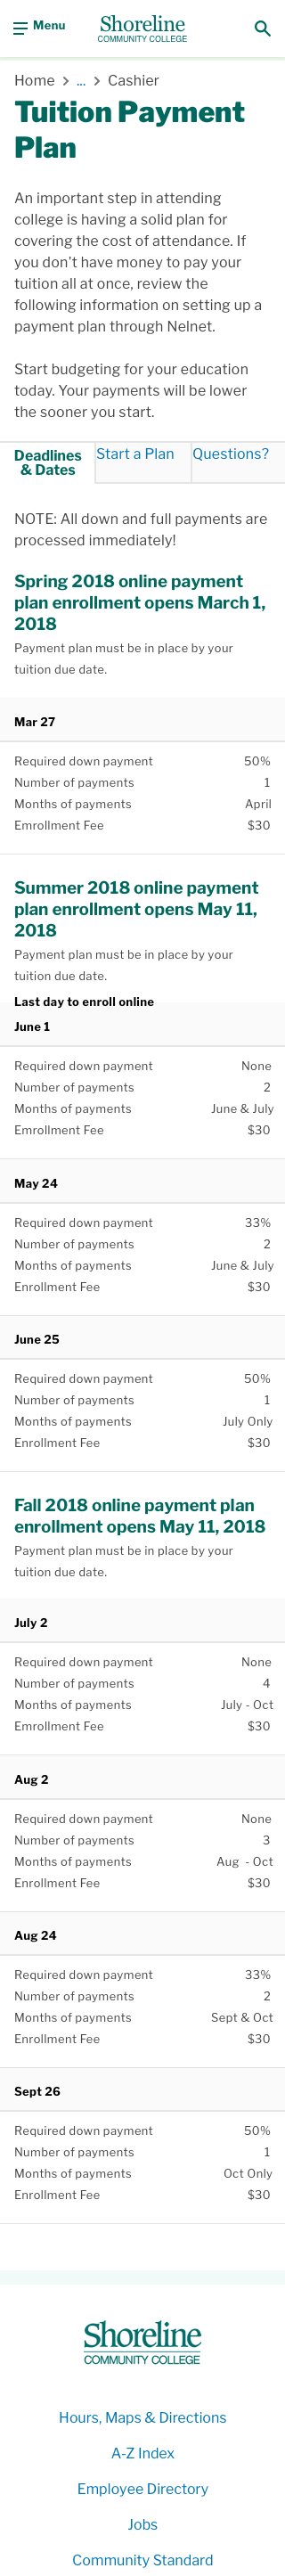 Menu
Shoreline
COMMUNITY COLLEGE
Home > ... > Cashier
Tuition Payment
Plan
An important step in attending
college is having a solid plan for
covering the cost of attendance. If
you don't have money to pay your
tuition all at once, review the
following information on setting up a
payment plan through Nelnet.
Start budgeting for your education
today. Your payments will be lower
the sooner you start.
Deadlines
& Dates
Start a Plan
Questions?
NOTE: All down and full payments are
processed immediately!
Spring 2018 online payment
plan enrollment opens March 1,
2018
Payment plan must be in place by your
tuition due date.
Mar 27
Required down payment 50%
Number of payments 1
Months of payments April
Emrollment Fee $30
Summer 2018 online payment
plan enrollment opens May 11,
2018
Payment plan must be in place by your
tuition due date.
Last day to enroll online
June 1
Required down payment None
Number of payments 2
Months of payments June & July
Emrollment Fee $30
May 24
Required down payment 33%
Number of payments 2
Months of payments June & July
Enrollment Fee $30
June 25
Required down payment 50%
Number of payments 1
Months of payments July Only
Enrollment Fee $30
Fall 2018 online payment plan
enrollment opens May 11, 2018
Payment plan must be in place by your
tuition due date.
July 2
Required down payment None
Number of payments 4
Months of payments July - Oct
Emrollment Fee $30
Aug 2
Required down payment None
Number of payments 3
Months of payments Aug - Oct
Enrollment Fee $30
Aug 24
Required down payment 33%
Number of payments 2
Months of payments Sept & Oct
Enrollment Fee $30
Sept 26
Required down payment 50%
Number of payments 1
Months of payments Oct Only
Enrollment Fee $30
Shoreline
COMMUNITY COLLEGE
Hours, Maps & Directions
A-Z Index
Employee Directory
Jobs
Community Standard